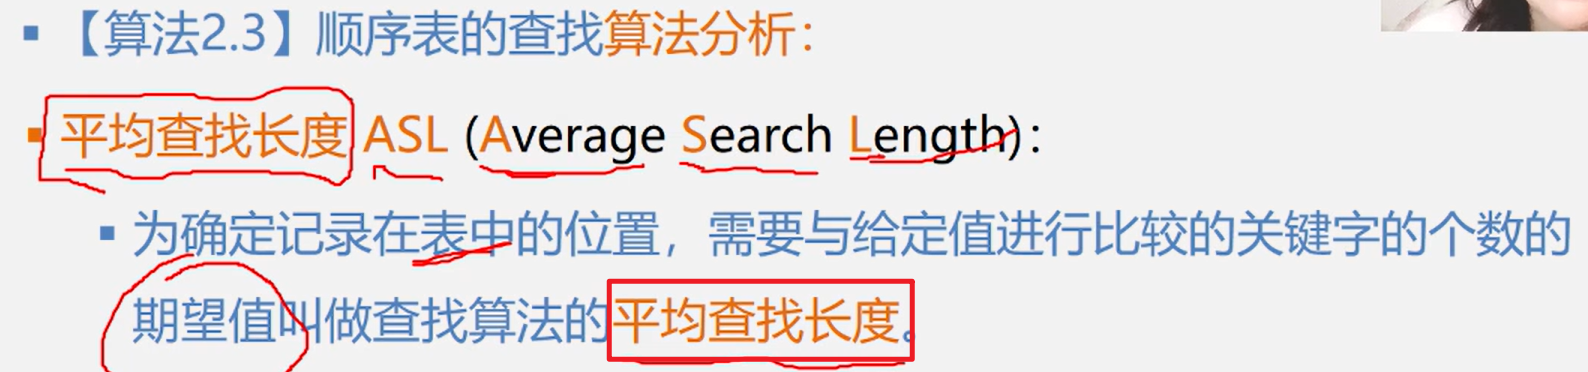 【算法2.3】顺序表的查找算法分析：
平均查找长度 ASL (Average Search Length)：
为确定记录在表中的位置，需要与给定值进行比较的关键字的个数的
期望值叫做查找算法的平均查找长度。